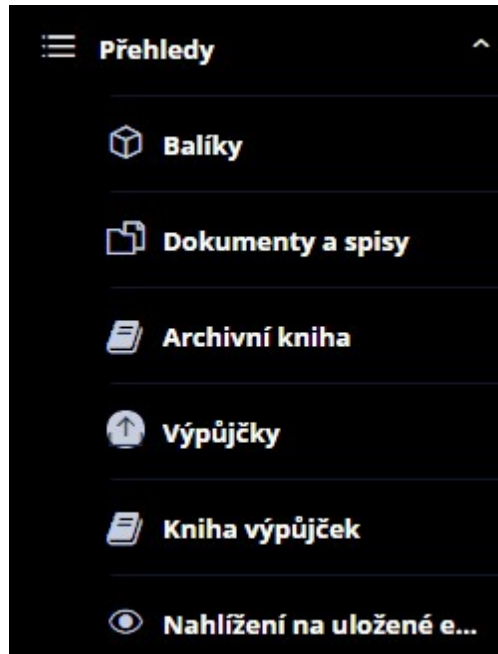 Přehledy
Balíky
Dokumenty a spisy
Archivní kniha
Výpůjčky
Kniha výpůjček
Nahlížení na uložené e...